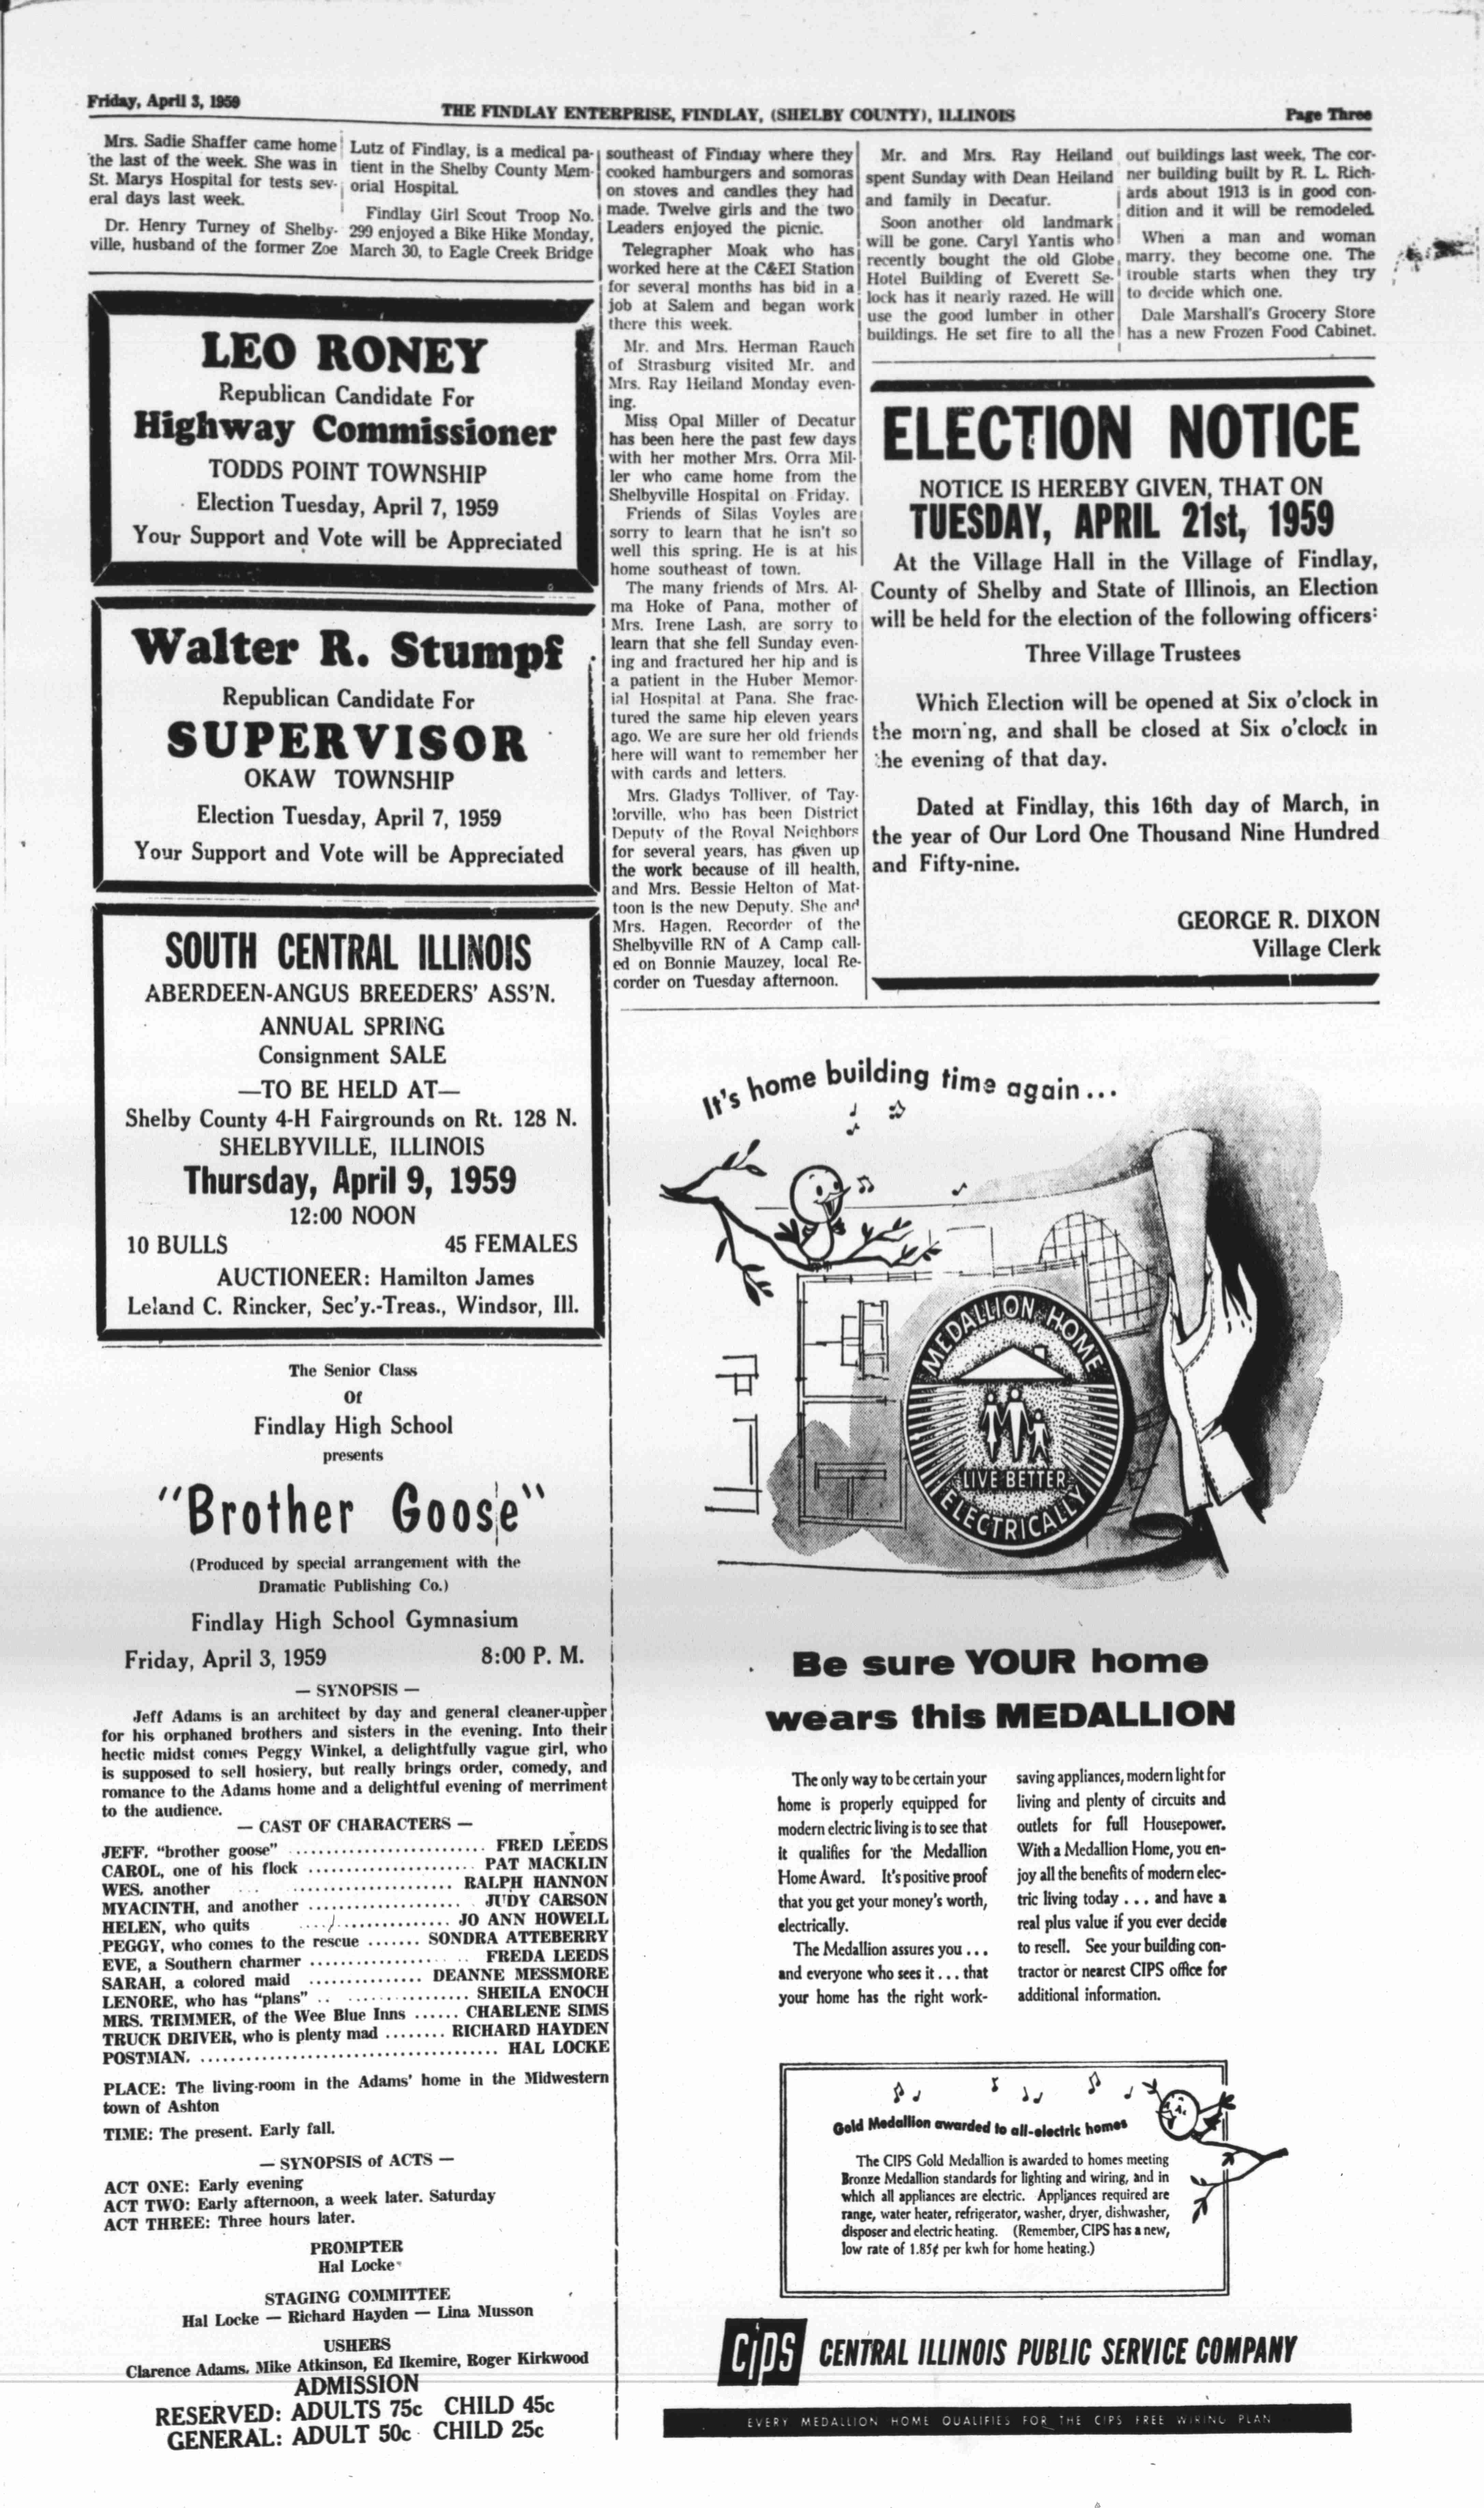 Friday, April 3, 1959
THE FINDLAY ENTERPRISE, FINDLAY, (SHELBY COUNTY), ILLINOIS
Page Three
Mrs. Sadie Shaffer came home
the last of the week. She was in
St. Marys Hospital for tests sev-
eral days last week.
Dr. Henry Turney of Shelby-
ville, husband of the former Zoe
Lutz of Findlay, is a medical pa-
tient in the Shelby County Mem-
orial Hospital.
Findlay Girl Scout Troop No.
299 enjoyed a Bike Hike Monday,
March 30, to Eagle Creek Bridge
southeast of Findlay where they
cooked hamburgers and somoras
on stoves and candles they had
made. Twelve girls and the two
Leaders enjoyed the picnic.
Telegrapher Moak who has
worked here at the C&EI Station
for several months has bid in a
job at Salem and began work
there this week.
Mr. and Mrs. Herman Rauch
of Strasburg visited Mr. and
Mrs. Ray Heiland Monday even-
ing.
Miss Opal Miller of Decatur
has been here the past few days
with her mother Mrs. Orra Mil-
ler who came home from the
Shelbyville Hospital on Friday.
Friends of Silas Voyles are
sorry to learn that he isn't so
well this spring. He is at his
home southeast of town.
The many friends of Mrs. Al-
ma Hoke of Pana, mother of
Mrs. Irene Lash, are sorry to
learn that she fell Sunday even-
ing and fractured her hip and is
a patient in the Huber Memor-
ial Hospital at Pana. She frac-
tured the same hip eleven years
ago. We are sure her old friends
here will want to remember her
with cards and letters.
Mrs. Gladys Tolliver, of Tay-
lorville, who has been District
Deputy of the Royal Neighbors
for several years, has given up
the work because of ill health,
and Mrs. Bessie Helton of Mat-
toon is the new Deputy. She and
Mrs. Hagen, Recorder of the
Shelbyville RN of A Camp call-
ed on Bonnie Mauzey, local Re-
corder on Tuesday afternoon.
Mr. and Mrs. Ray Heiland
spent Sunday with Dean Heiland
and family in Decatur.
Soon another old landmark
will be gone. Caryl Yantis who
recently bought the old Globe
Hotel Building of Everett Se-
lock has it nearly razed. He will
use the good lumber in other
buildings. He set fire to all the
out buildings last week. The cor-
ner building built by R. L. Rich-
ards about 1913 is in good con-
dition and it will be remodeled.
When a man and woman
marry, they become one. The
trouble starts when they try
to decide which one.
Dale Marshall's Grocery Store
has a new Frozen Food Cabinet.
LEO RONEY
Republican Candidate For
Highway Commissioner
TODDS POINT TOWNSHIP
Election Tuesday, April 7, 1959
Your Support and Vote will be Appreciated
Walter R. Stumpf
Republican Candidate For
SUPERVISOR
OKAW TOWNSHIP
Election Tuesday, April 7, 1959
Your Support and Vote will be Appreciated
SOUTH CENTRAL ILLINOIS
ABERDEEN-ANGUS BREEDERS' ASS'N.
ANNUAL SPRING
Consignment SALE
—TO BE HELD AT—
Shelby County 4-H Fairgrounds on Rt. 128 N.
SHELBYVILLE, ILLINOIS
Thursday, April 9, 1959
12:00 NOON
10 BULLS 45 FEMALES
AUCTIONEER: Hamilton James
Leland C. Rincker, Sec'y.-Treas., Windsor, Ill.
The Senior Class
Of
Findlay High School
presents
"Brother Goose"
(Produced by special arrangement with the
Dramatic Publishing Co.)
Findlay High School Gymnasium
Friday, April 3, 1959 8:00 P. M.
— SYNOPSIS —
Jeff Adams is an architect by day and general cleaner-upper
for his orphaned brothers and sisters in the evening. Into their
hectic midst comes Peggy Winkel, a delightfully vague girl, who
is supposed to sell hosiery, but really brings order, comedy, and
romance to the Adams home and a delightful evening of merriment
to the audience.
— CAST OF CHARACTERS —
JEFF, "brother goose" .......................... FRED LEEDS
CAROL, one of his flock ...................... PAT MACKLIN
WES, another ..................... RALPH HANNON
MYACINTH, and another .................... JUDY CARSON
HELEN, who quits .................... JO ANN HOWELL
PEGGY, who comes to the rescue ....... SONDRA ATTEBERRY
EVE, a Southern charmer ..................... FREDA LEEDS
SARAH, a colored maid ............... DEANNE MESSMORE
LENORE, who has "plans" .................... SHEILA ENOCH
MRS. TRIMMER, of the Wee Blue Inns ...... CHARLENE SIMS
TRUCK DRIVER, who is plenty mad ........ RICHARD HAYDEN
POSTMAN. ....................................... HAL LOCKE
PLACE: The living-room in the Adams' home in the Midwestern
town of Ashton
TIME: The present. Early fall.
— SYNOPSIS of ACTS —
ACT ONE: Early evening
ACT TWO: Early afternoon, a week later. Saturday
ACT THREE: Three hours later.
PROMPTER
Hal Locke
STAGING COMMITTEE
Hal Locke — Richard Hayden — Lina Musson
USHERS
Clarence Adams, Mike Atkinson, Ed Ikemire, Roger Kirkwood
ADMISSION
RESERVED: ADULTS 75c CHILD 45c
GENERAL: ADULT 50c CHILD 25c
ELECTION NOTICE
NOTICE IS HEREBY GIVEN, THAT ON
TUESDAY, APRIL 21st, 1959
At the Village Hall in the Village of Findlay,
County of Shelby and State of Illinois, an Election
will be held for the election of the following officers:
Three Village Trustees
Which Election will be opened at Six o'clock in
the morning, and shall be closed at Six o'clock in
the evening of that day.
Dated at Findlay, this 16th day of March, in
the year of Our Lord One Thousand Nine Hundred
and Fifty-nine.
GEORGE R. DIXON
Village Clerk
It's home building time again...
MEDALLION HOME
LIVE BETTER
ELECTRICALLY
Be sure YOUR home
wears this MEDALLION
The only way to be certain your
home is properly equipped for
modern electric living is to see that
it qualifies for the Medallion
Home Award. It's positive proof
that you get your money's worth,
electrically.
The Medallion assures you ...
and everyone who sees it ... that
your home has the right work-
saving appliances, modern light for
living and plenty of circuits and
outlets for full Housepower.
With a Medallion Home, you en-
joy all the benefits of modern elec-
tric living today ... and have a
real plus value if you ever decide
to resell. See your building con-
tractor or nearest CIPS office for
additional information.
Gold Medallion awarded to all-electric homes
The CIPS Gold Medallion is awarded to homes meeting
Bronze Medallion standards for lighting and wiring, and in
which all appliances are electric. Appliances required are
range, water heater, refrigerator, washer, dryer, dishwasher,
disposer and electric heating. (Remember, CIPS has a new,
low rate of 1.85¢ per kwh for home heating.)
CIPS CENTRAL ILLINOIS PUBLIC SERVICE COMPANY
EVERY MEDALLION HOME QUALIFIES FOR THE CIPS FREE WIRING PLAN